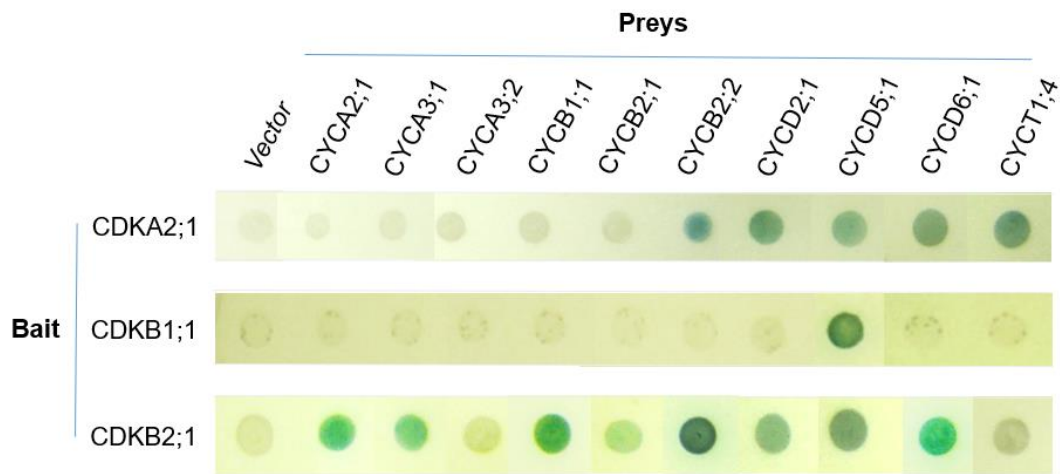 Preys
Vector CYCA2;1 CYCA3;1 CYCA3;2 CYCB1;1 CYCB2;1 CYCB2;2 CYCD2;1 CYCD5;1 CYCD6;1 CYCT1;4
CDKA2;1
Bait CDKB1;1
CDKB2;1